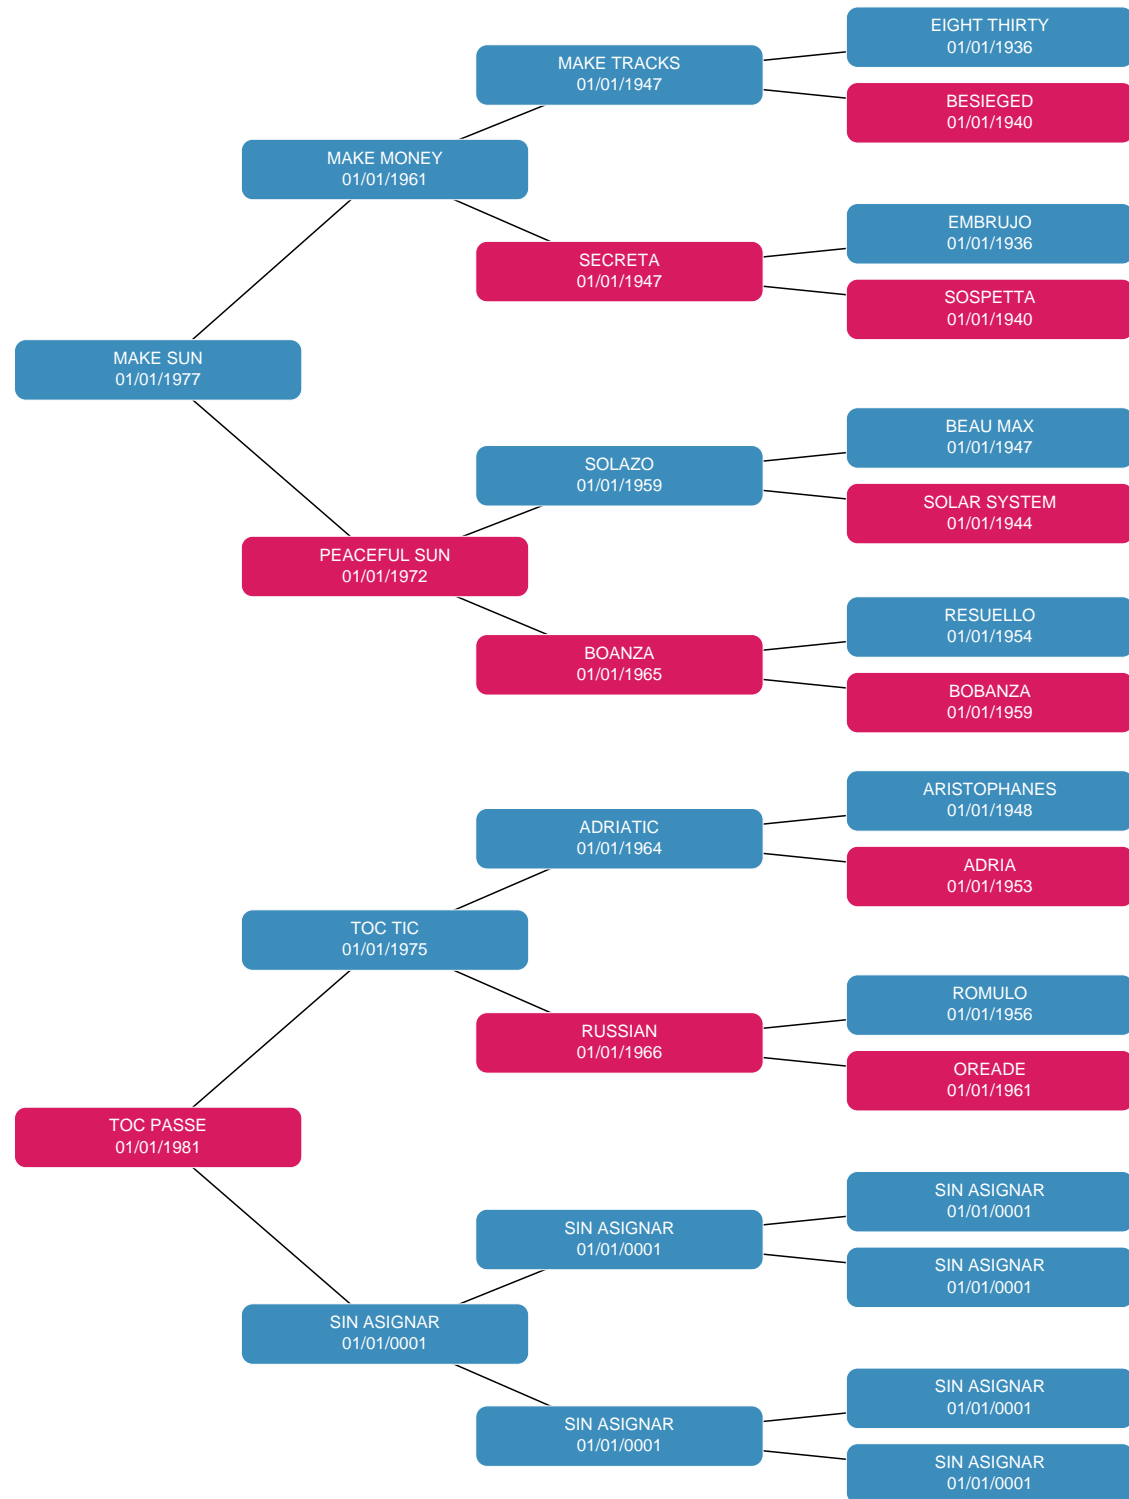 EIGHT THIRTY
01/01/1936
MAKE TRACKS
01/01/1947
BESIEGED
01/01/1940
MAKE MONEY
01/01/1961
EMBRUJO
01/01/1936
SECRETA
01/01/1947
SOSPETTA
01/01/1940
MAKE SUN
01/01/1977
BEAU MAX
01/01/1947
SOLAZO
01/01/1959
SOLAR SYSTEM
01/01/1944
PEACEFUL SUN
01/01/1972
RESUELLO
01/01/1954
BOANZA
01/01/1965
BOBANZA
01/01/1959
ARISTOPHANES
01/01/1948
ADRIATIC
01/01/1964
ADRIA
01/01/1953
TOC TIC
01/01/1975
ROMULO
01/01/1956
RUSSIAN
01/01/1966
OREADE
01/01/1961
TOC PASSE
01/01/1981
SIN ASIGNAR
01/01/0001
SIN ASIGNAR
01/01/0001
SIN ASIGNAR
01/01/0001
SIN ASIGNAR
01/01/0001
SIN ASIGNAR
01/01/0001
SIN ASIGNAR
01/01/0001
SIN ASIGNAR
01/01/0001